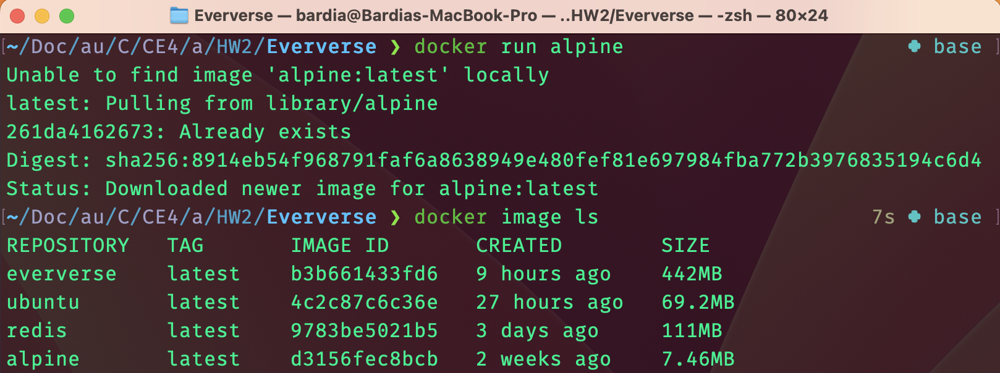 Eververse — bardia@Bardias-MacBook-Pro — ..HW2/Eververse — -zsh — 80×24
[~/Doc/au/C/CE4/a/HW2/Eververse ❯ docker run alpine ✤ base ]
Unable to find image 'alpine:latest' locally
latest: Pulling from library/alpine
261da4162673: Already exists
Digest: sha256:8914eb54f968791faf6a8638949e480fef81e697984fba772b3976835194c6d4
Status: Downloaded newer image for alpine:latest
[~/Doc/au/C/CE4/a/HW2/Eververse ❯ docker image ls 7s ✤ base ]
REPOSITORY TAG IMAGE ID CREATED SIZE
eververse latest b3b661433fd6 9 hours ago 442MB
ubuntu latest 4c2c87c6c36e 27 hours ago 69.2MB
redis latest 9783be5021b5 3 days ago 111MB
alpine latest d3156fec8bcb 2 weeks ago 7.46MB